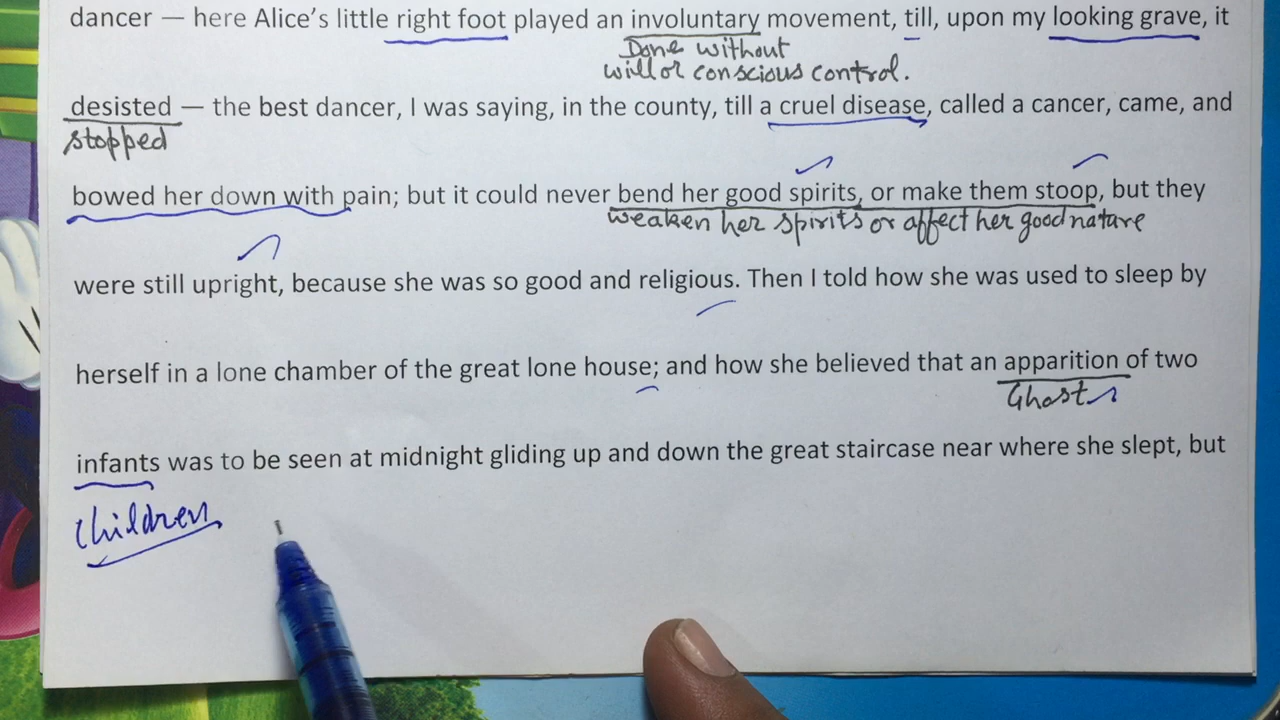 dancer — here Alice's little right foot played an involuntary movement, till, upon my looking grave, it
Done without
will or conscious control.
desisted — the best dancer, I was saying, in the county, till a cruel disease, called a cancer, came, and
stopped
bowed her down with pain; but it could never bend her good spirits, or make them stoop, but they
weaken her spirits or affect her good nature
were still upright, because she was so good and religious. Then I told how she was used to sleep by
herself in a lone chamber of the great lone house; and how she believed that an apparition of two
Ghost
infants was to be seen at midnight gliding up and down the great staircase near where she slept, but
Children